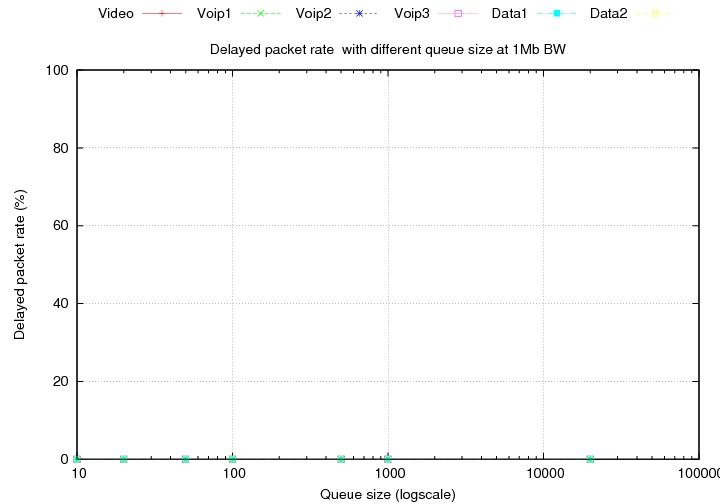 Video Voip1 Voip2 Voip3 Data1 Data2
Delayed packet rate  with different queue size at 1Mb BW
100
80
60
40
20
0
Delayed packet rate (%)
10 100 1000 10000 100000
Queue size (logscale)